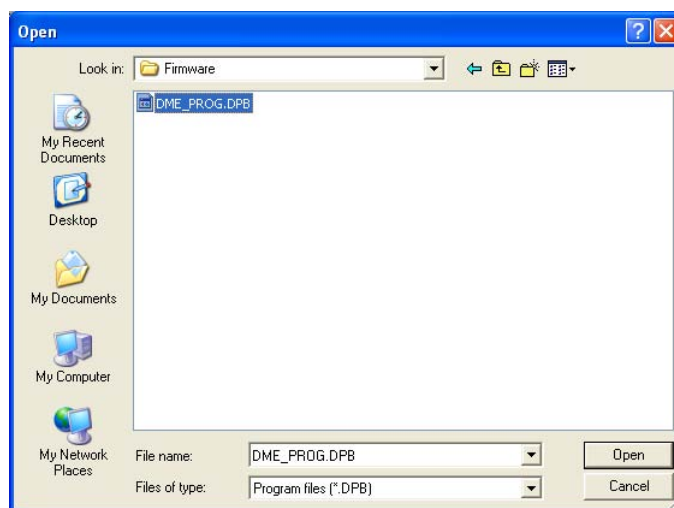 Open
Look in:
Firmware
DME_PROG.DPB
My Recent
Documents
Desktop
My Documents
My Computer
My Network
Places
File name:
DME_PROG.DPB
Open
Files of type:
Program files (*.DPB)
Cancel